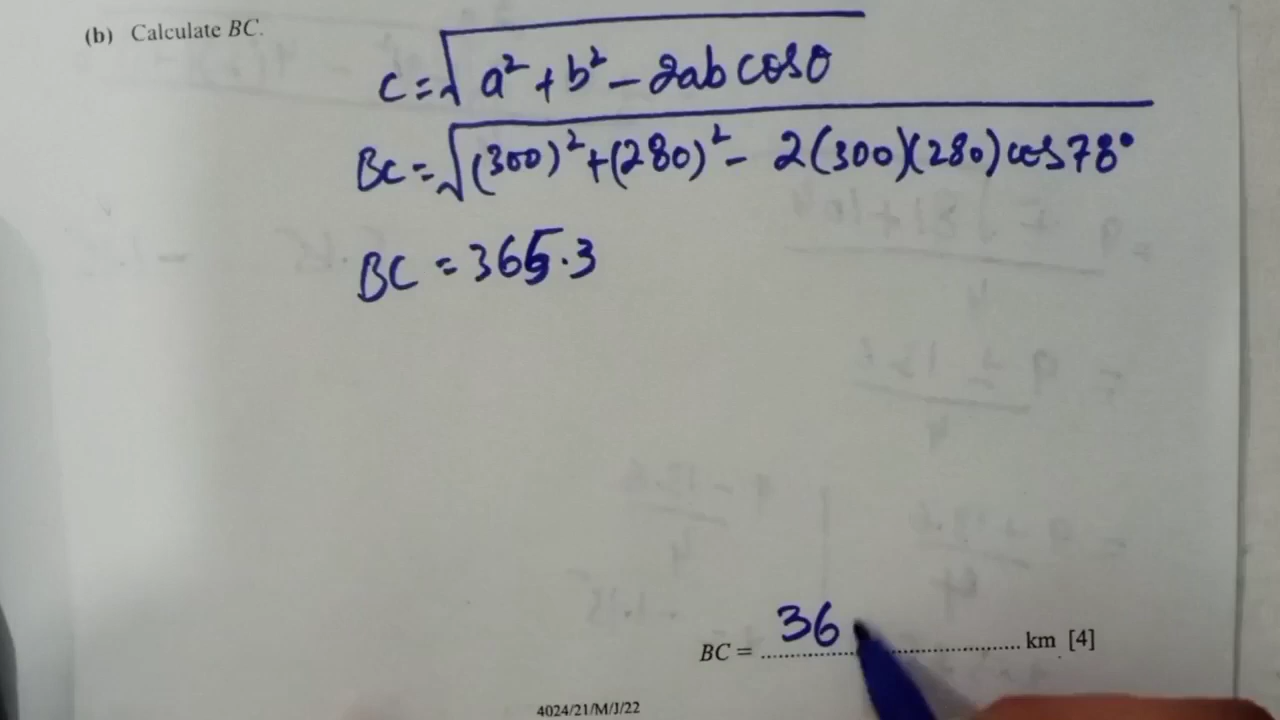 (b) Calculate BC.
c = √a² + b² - 2ab cosθ
BC = √(300)² + (280)² - 2(300)(280) cos 78°
BC = 365.3
BC = 36 .......... km [4]
4024/21/M/J/22